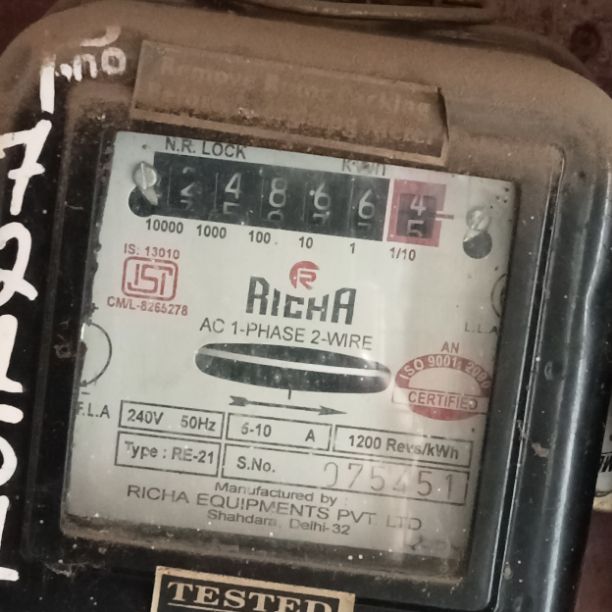 N.R. LOCK kWh
2 4 8 6 6 4
10000 1000 100 . 10 1 1/10
IS: 13010
ISI
CM/L-8265278
R
RICHA
AC 1-PHASE 2-WIRE
AN
ISO 9001: 2000
CERTIFIED
F.L.A
L.L.A
240V 50Hz 5-10 A 1200 Revs/kWh
Type : RE-21 S.No. 075451
Manufactured by :
RICHA EQUIPMENTS PVT. LTD
Shahdara, Delhi-32
TESTED